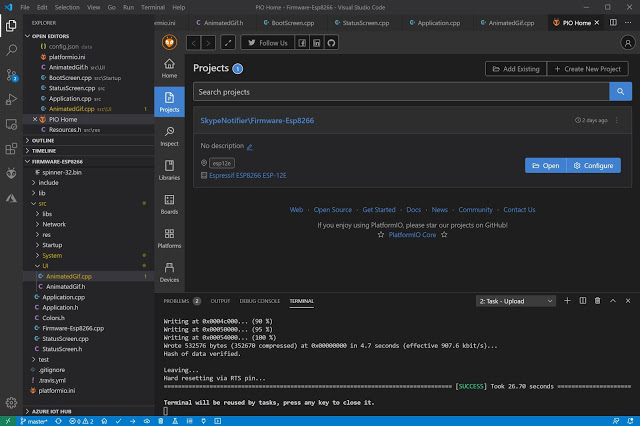 File Edit Selection View Go Run Terminal Help
PIO Home - Firmware-Esp8266 - Visual Studio Code
EXPLORER
OPEN EDITORS
config.json data
platformio.ini
AnimatedGif.h src\UI
BootScreen.cpp src\Startup
StatusScreen.cpp src
Application.cpp src
AnimatedGif.cpp src\UI 1
PIO Home
Resources.h src\res
OUTLINE
TIMELINE
FIRMWARE-ESP8266
spinner-32.bin
include
lib
src
libs
Network
res
Startup
System
UI
AnimatedGif.cpp 1
AnimatedGif.h
Application.cpp
Application.h
Colors.h
Firmware-Esp8266.cpp
StatusScreen.cpp
StatusScreen.h
test
.gitignore
.travis.yml
platformio.ini
AZURE IOT HUB
AnimatedGif.h
BootScreen.cpp
StatusScreen.cpp
Application.cpp
AnimatedGif.cpp
PIO Home
Follow Us
Home
Projects
Inspect
Libraries
Boards
Platforms
Devices
Projects 1
Add Existing
Create New Project
Search projects
SkypeNotifier\Firmware-Esp8266
2 days ago
No description
esp12e
Espressif ESP8266 ESP-12E
Open
Configure
Web · Open Source · Get Started · Docs · News · Community · Contact Us
If you enjoy using PlatformIO, please star our projects on GitHub!
PlatformIO Core
PROBLEMS 2 OUTPUT DEBUG CONSOLE TERMINAL
2: Task - Upload
Writing at 0x0004c000... (90 %)
Writing at 0x00050000... (95 %)
Writing at 0x00054000... (100 %)
Wrote 532576 bytes (352670 compressed) at 0x00000000 in 4.7 seconds (effective 907.6 kbit/s)...
Hash of data verified.
Leaving...
Hard resetting via RTS pin...
[SUCCESS] Took 26.70 seconds
Terminal will be reused by tasks, press any key to close it.
master*
0 2